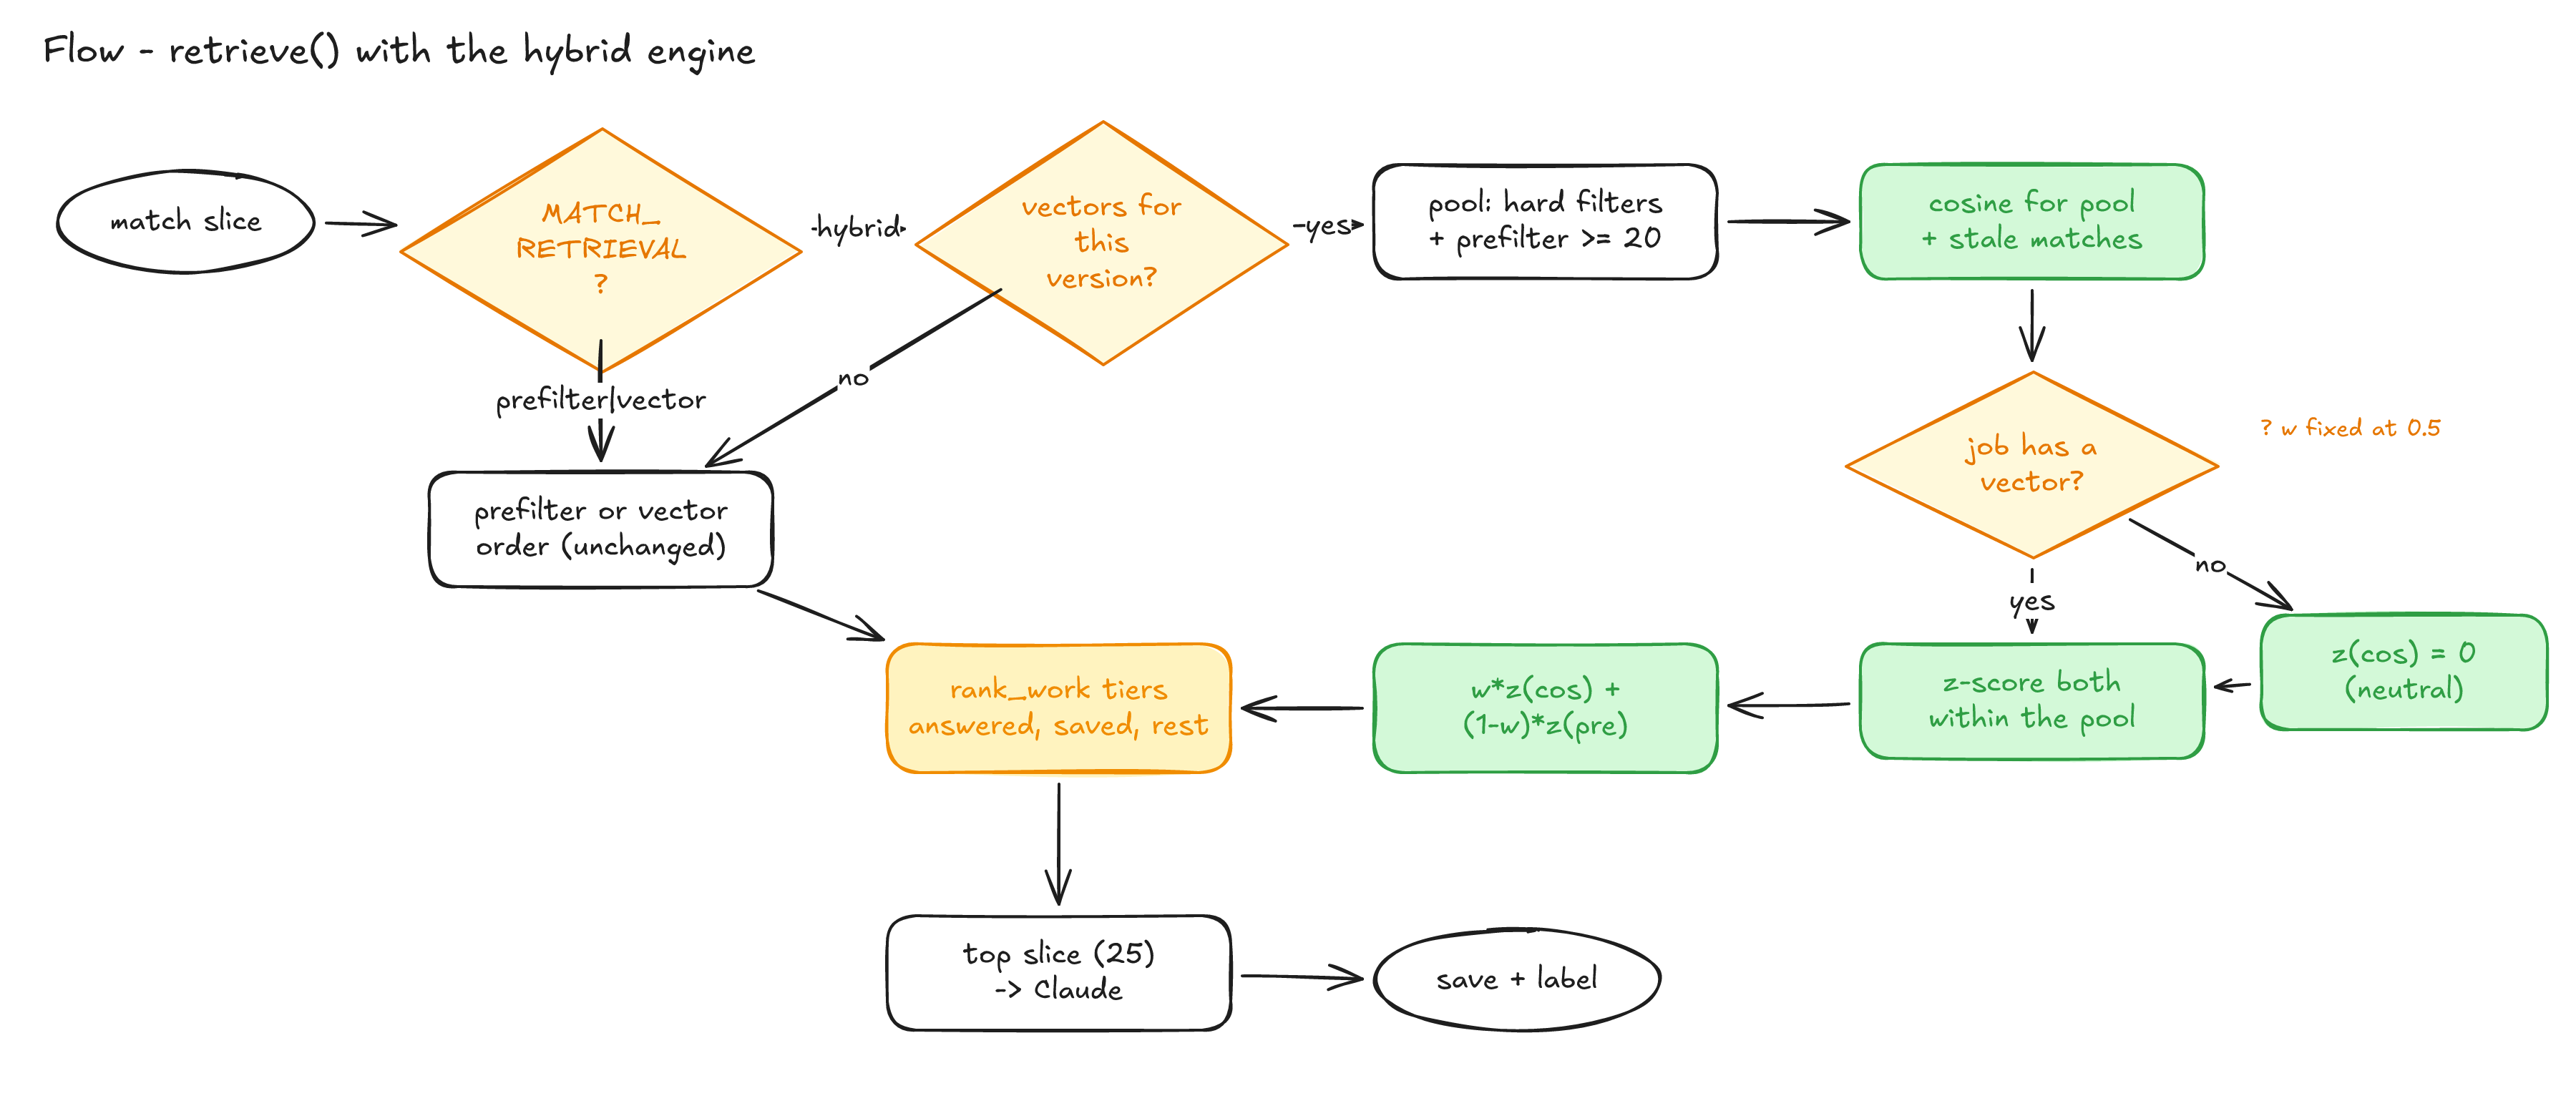 Flow - retrieve() with the hybrid engine
match slice
MATCH_
RETRIEVAL
?
hybrid
vectors for
this
version?
yes
pool: hard filters
+ prefilter >= 20
cosine for pool
+ stale matches
no
prefilter|vector
job has a
vector?
? w fixed at 0.5
prefilter or vector
order (unchanged)
no
yes
rank_work tiers
answered, saved, rest
w*z(cos) +
(1-w)*z(pre)
z-score both
within the pool
z(cos) = 0
(neutral)
top slice (25)
-> Claude
save + label